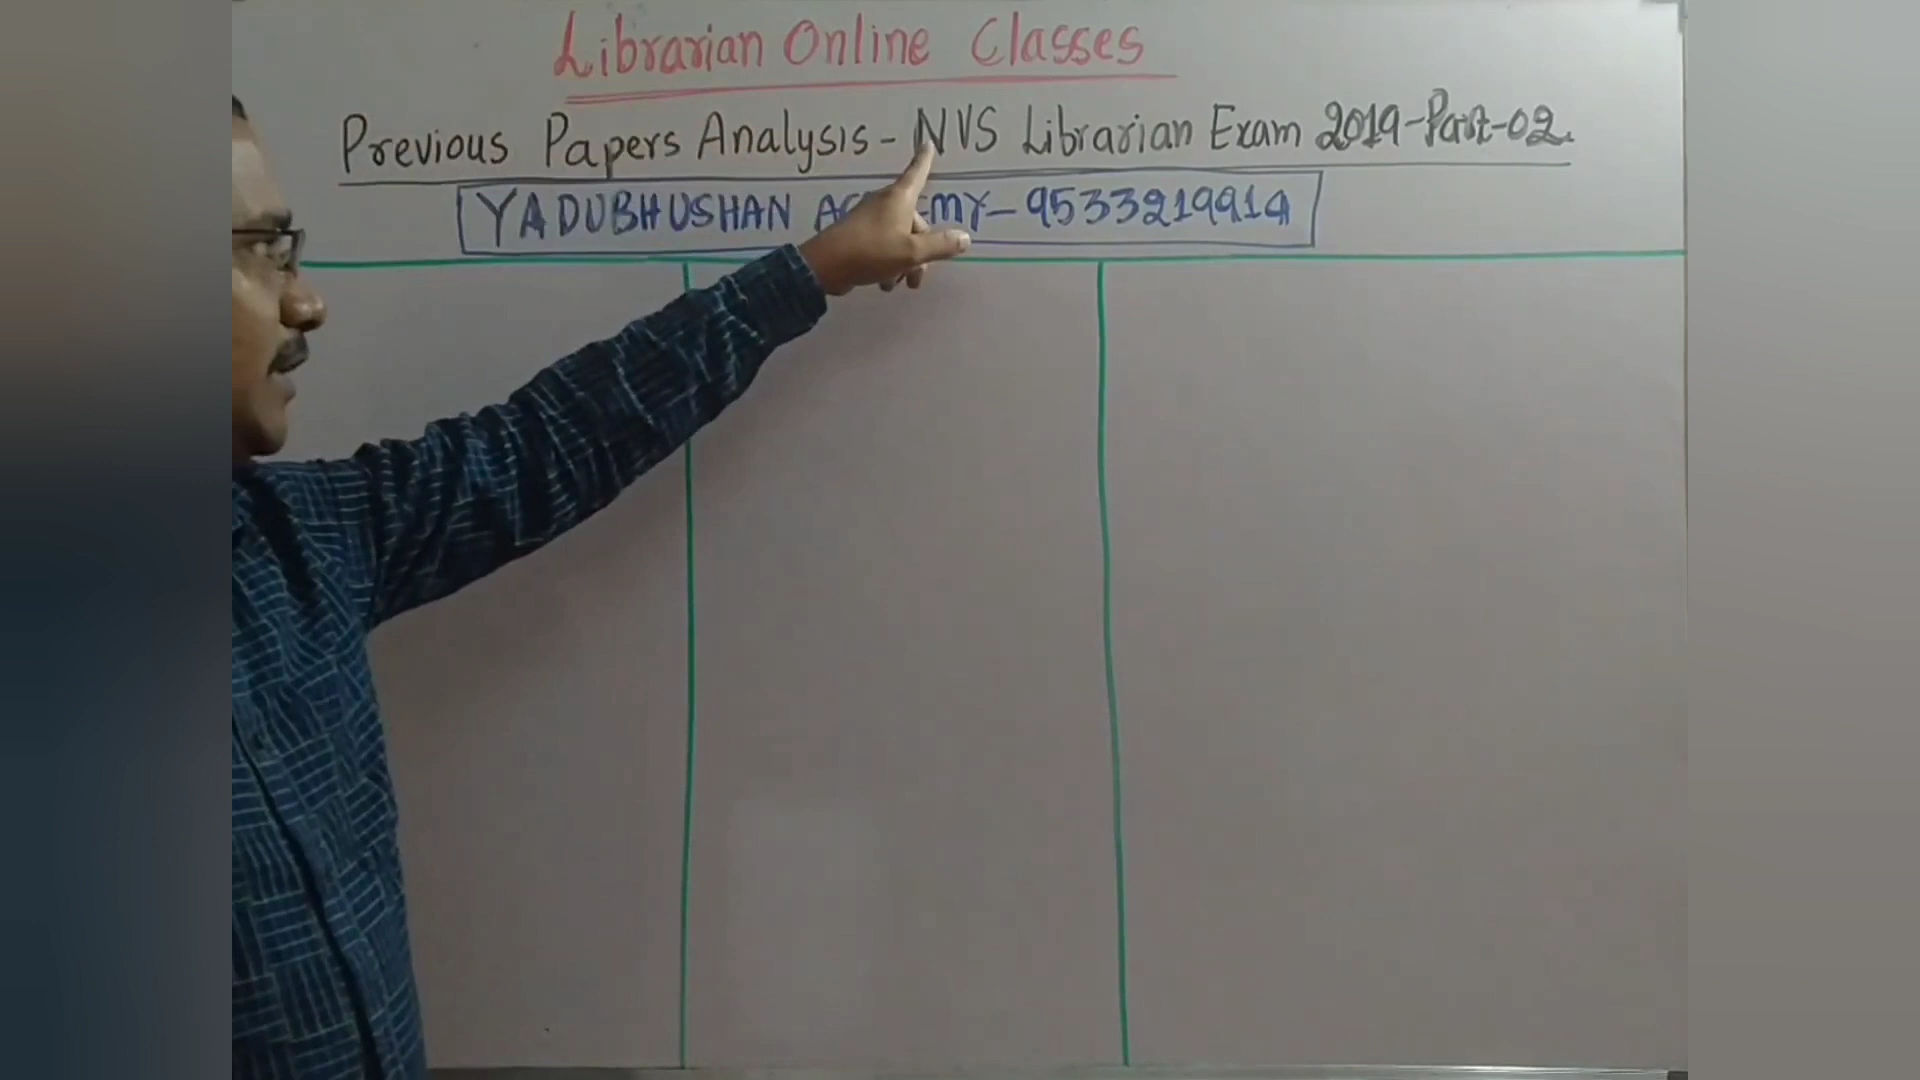 Librarian Online Classes
Previous Papers Analysis - NVS Librarian Exam 2019-Part-02.
YADUBHUSHAN - 9533219914